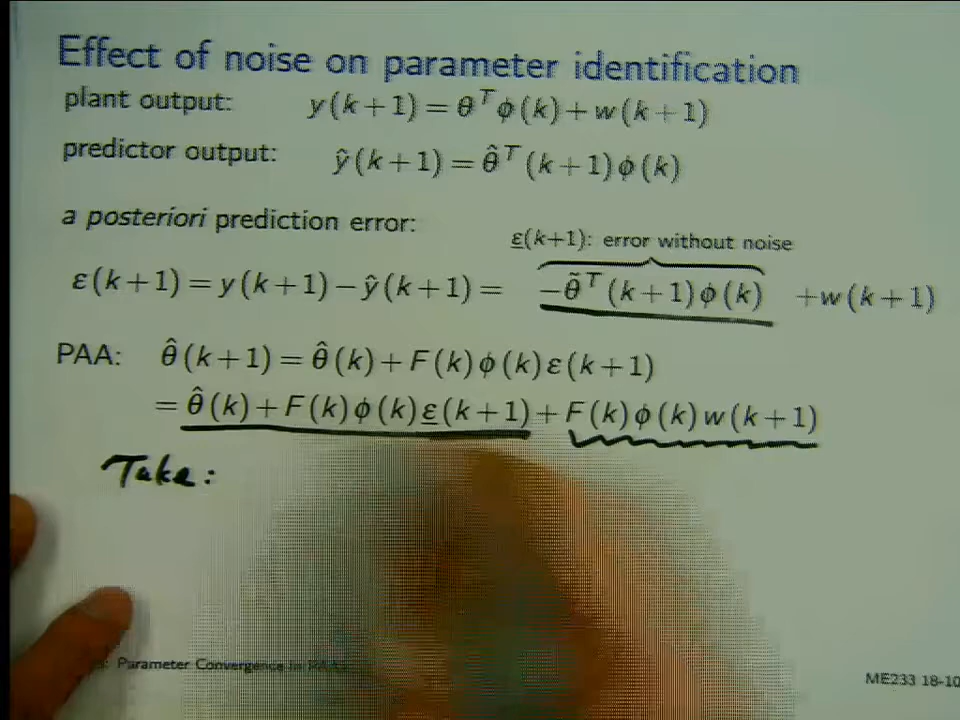 Effect of noise on parameter identification
plant output: y(k+1) = θᵀϕ(k) + w(k+1)
predictor output: ŷ(k+1) = θ̂ᵀ(k+1)ϕ(k)
a posteriori prediction error:
ε̲(k+1): error without noise
ε(k+1) = y(k+1) − ŷ(k+1) = −θ̃ᵀ(k+1)ϕ(k) + w(k+1)
PAA: θ̂(k+1) = θ̂(k) + F(k)ϕ(k)ε(k+1)
= θ̂(k) + F(k)ϕ(k)ε̲(k+1) + F(k)ϕ(k)w(k+1)
Take:
Parameter Convergence in PAAs
ME233 18-10